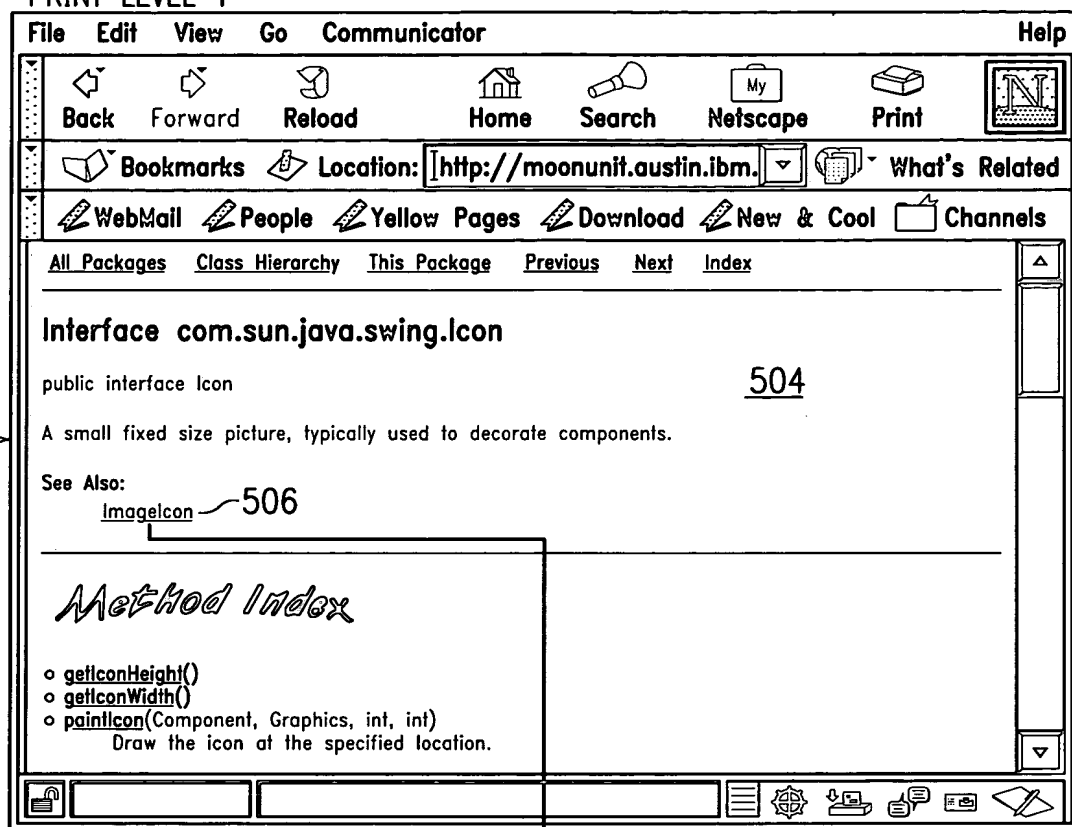 PRINT LEVEL 1
File Edit View Go Communicator Help
Back Forward Reload Home Search My Netscape Print N
Bookmarks Location: http://moonunit.austin.ibm. What's Related
WebMail People Yellow Pages Download New & Cool Channels
All Packages Class Hierarchy This Package Previous Next Index
Interface com.sun.java.swing.Icon
public interface Icon
504
A small fixed size picture, typically used to decorate components.
See Also:
ImageIcon 506
Method Index
o getIconHeight()
o getIconWidth()
o paintIcon(Component, Graphics, int, int)
Draw the icon at the specified location.